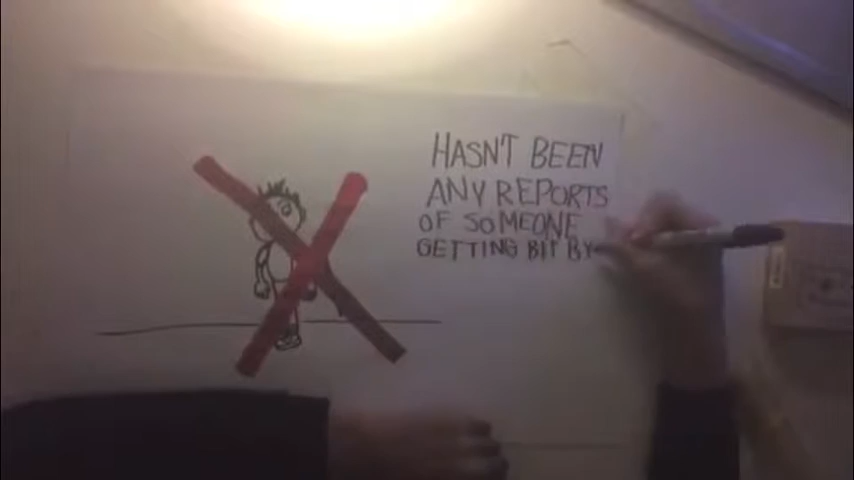 HASN'T BEEN
ANY REPORTS
OF SOMEONE
GETTING BIT BY